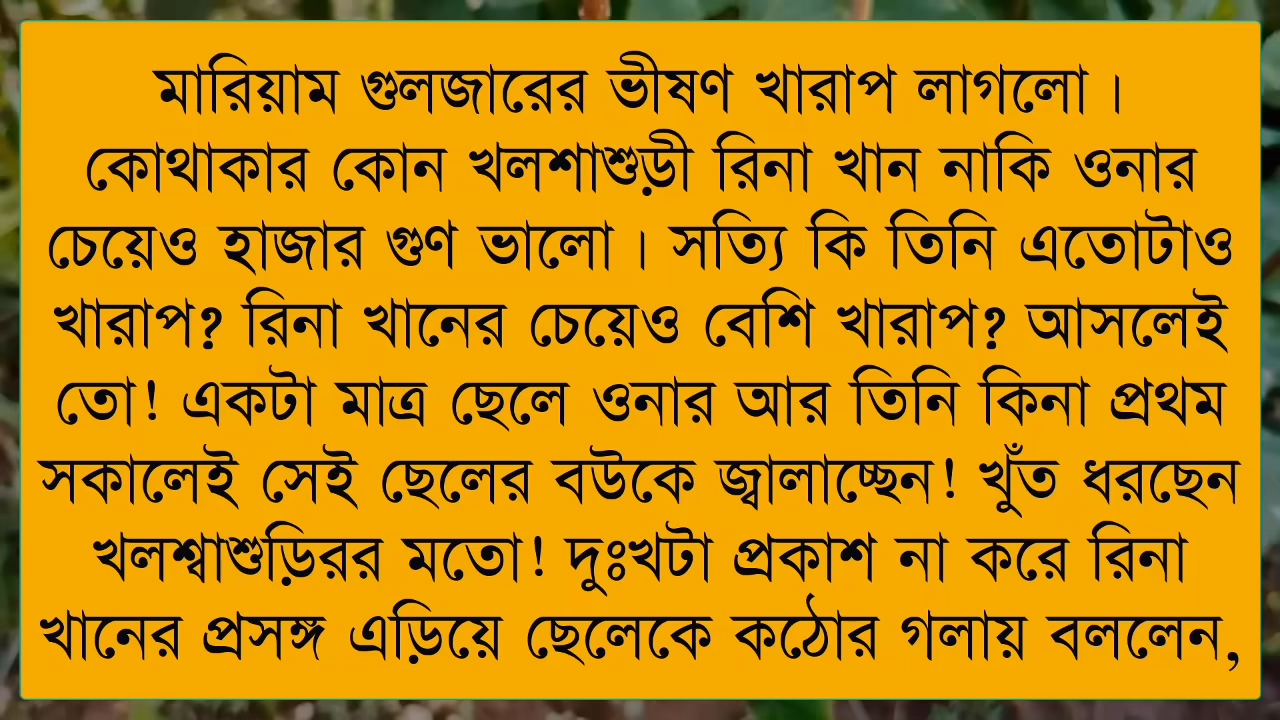 মারিয়াম গুলজারের ভীষণ খারাপ লাগলো।
কোথাকার কোন খলশাশুড়ী রিনা খান নাকি ওনার
চেয়েও হাজার গুণ ভালো। সত্যি কি তিনি এতোটাও
খারাপ? রিনা খানের চেয়েও বেশি খারাপ? আসলেই
তো! একটা মাত্র ছেলে ওনার আর তিনি কিনা প্রথম
সকালেই সেই ছেলের বউকে জ্বালাচ্ছেন! খুঁত ধরছেন
খলশ্বাশুড়িরর মতো! দুঃখটা প্রকাশ না করে রিনা
খানের প্রসঙ্গ এড়িয়ে ছেলেকে কঠোর গলায় বললেন,